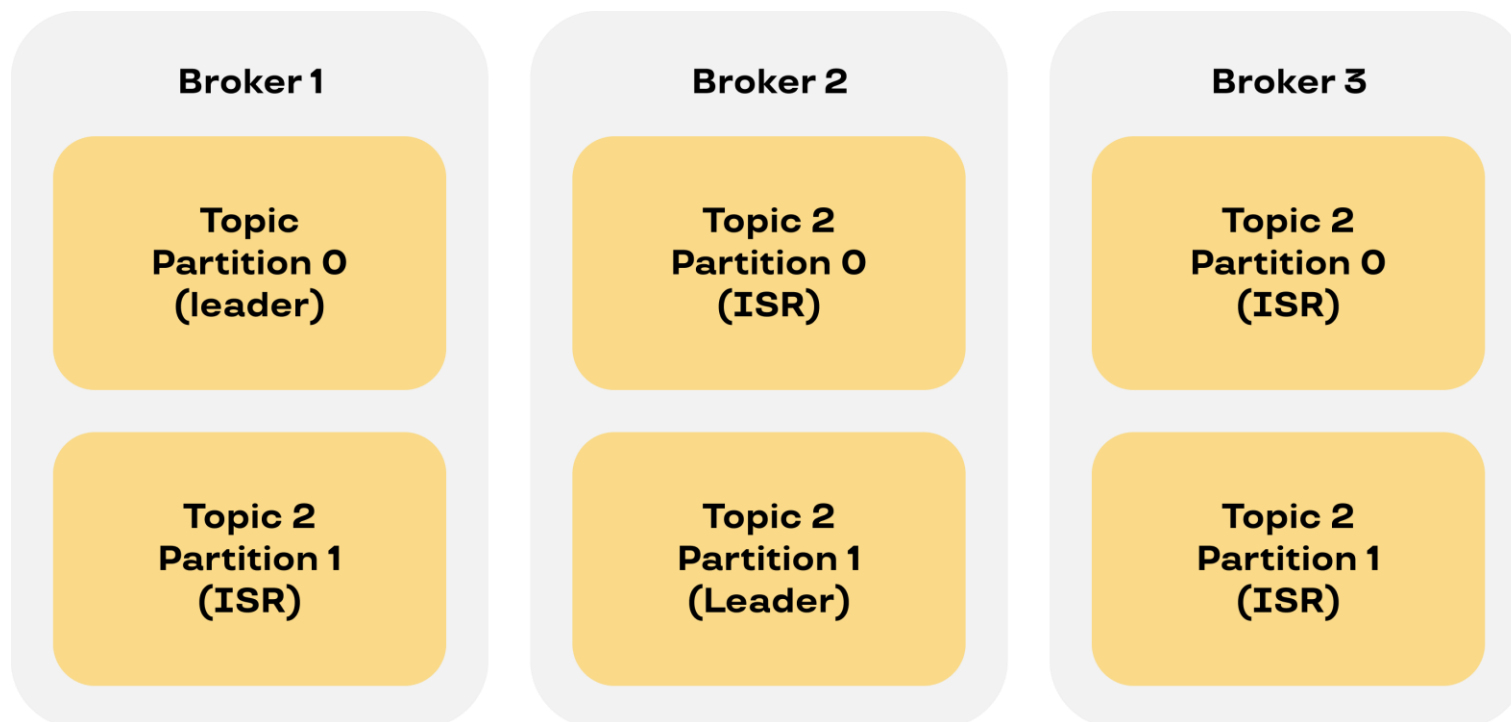 Broker 1
Topic
Partition 0
(leader)
Topic 2
Partition 1
(ISR)
Broker 2
Topic 2
Partition 0
(ISR)
Topic 2
Partition 1
(Leader)
Broker 3
Topic 2
Partition 0
(ISR)
Topic 2
Partition 1
(ISR)